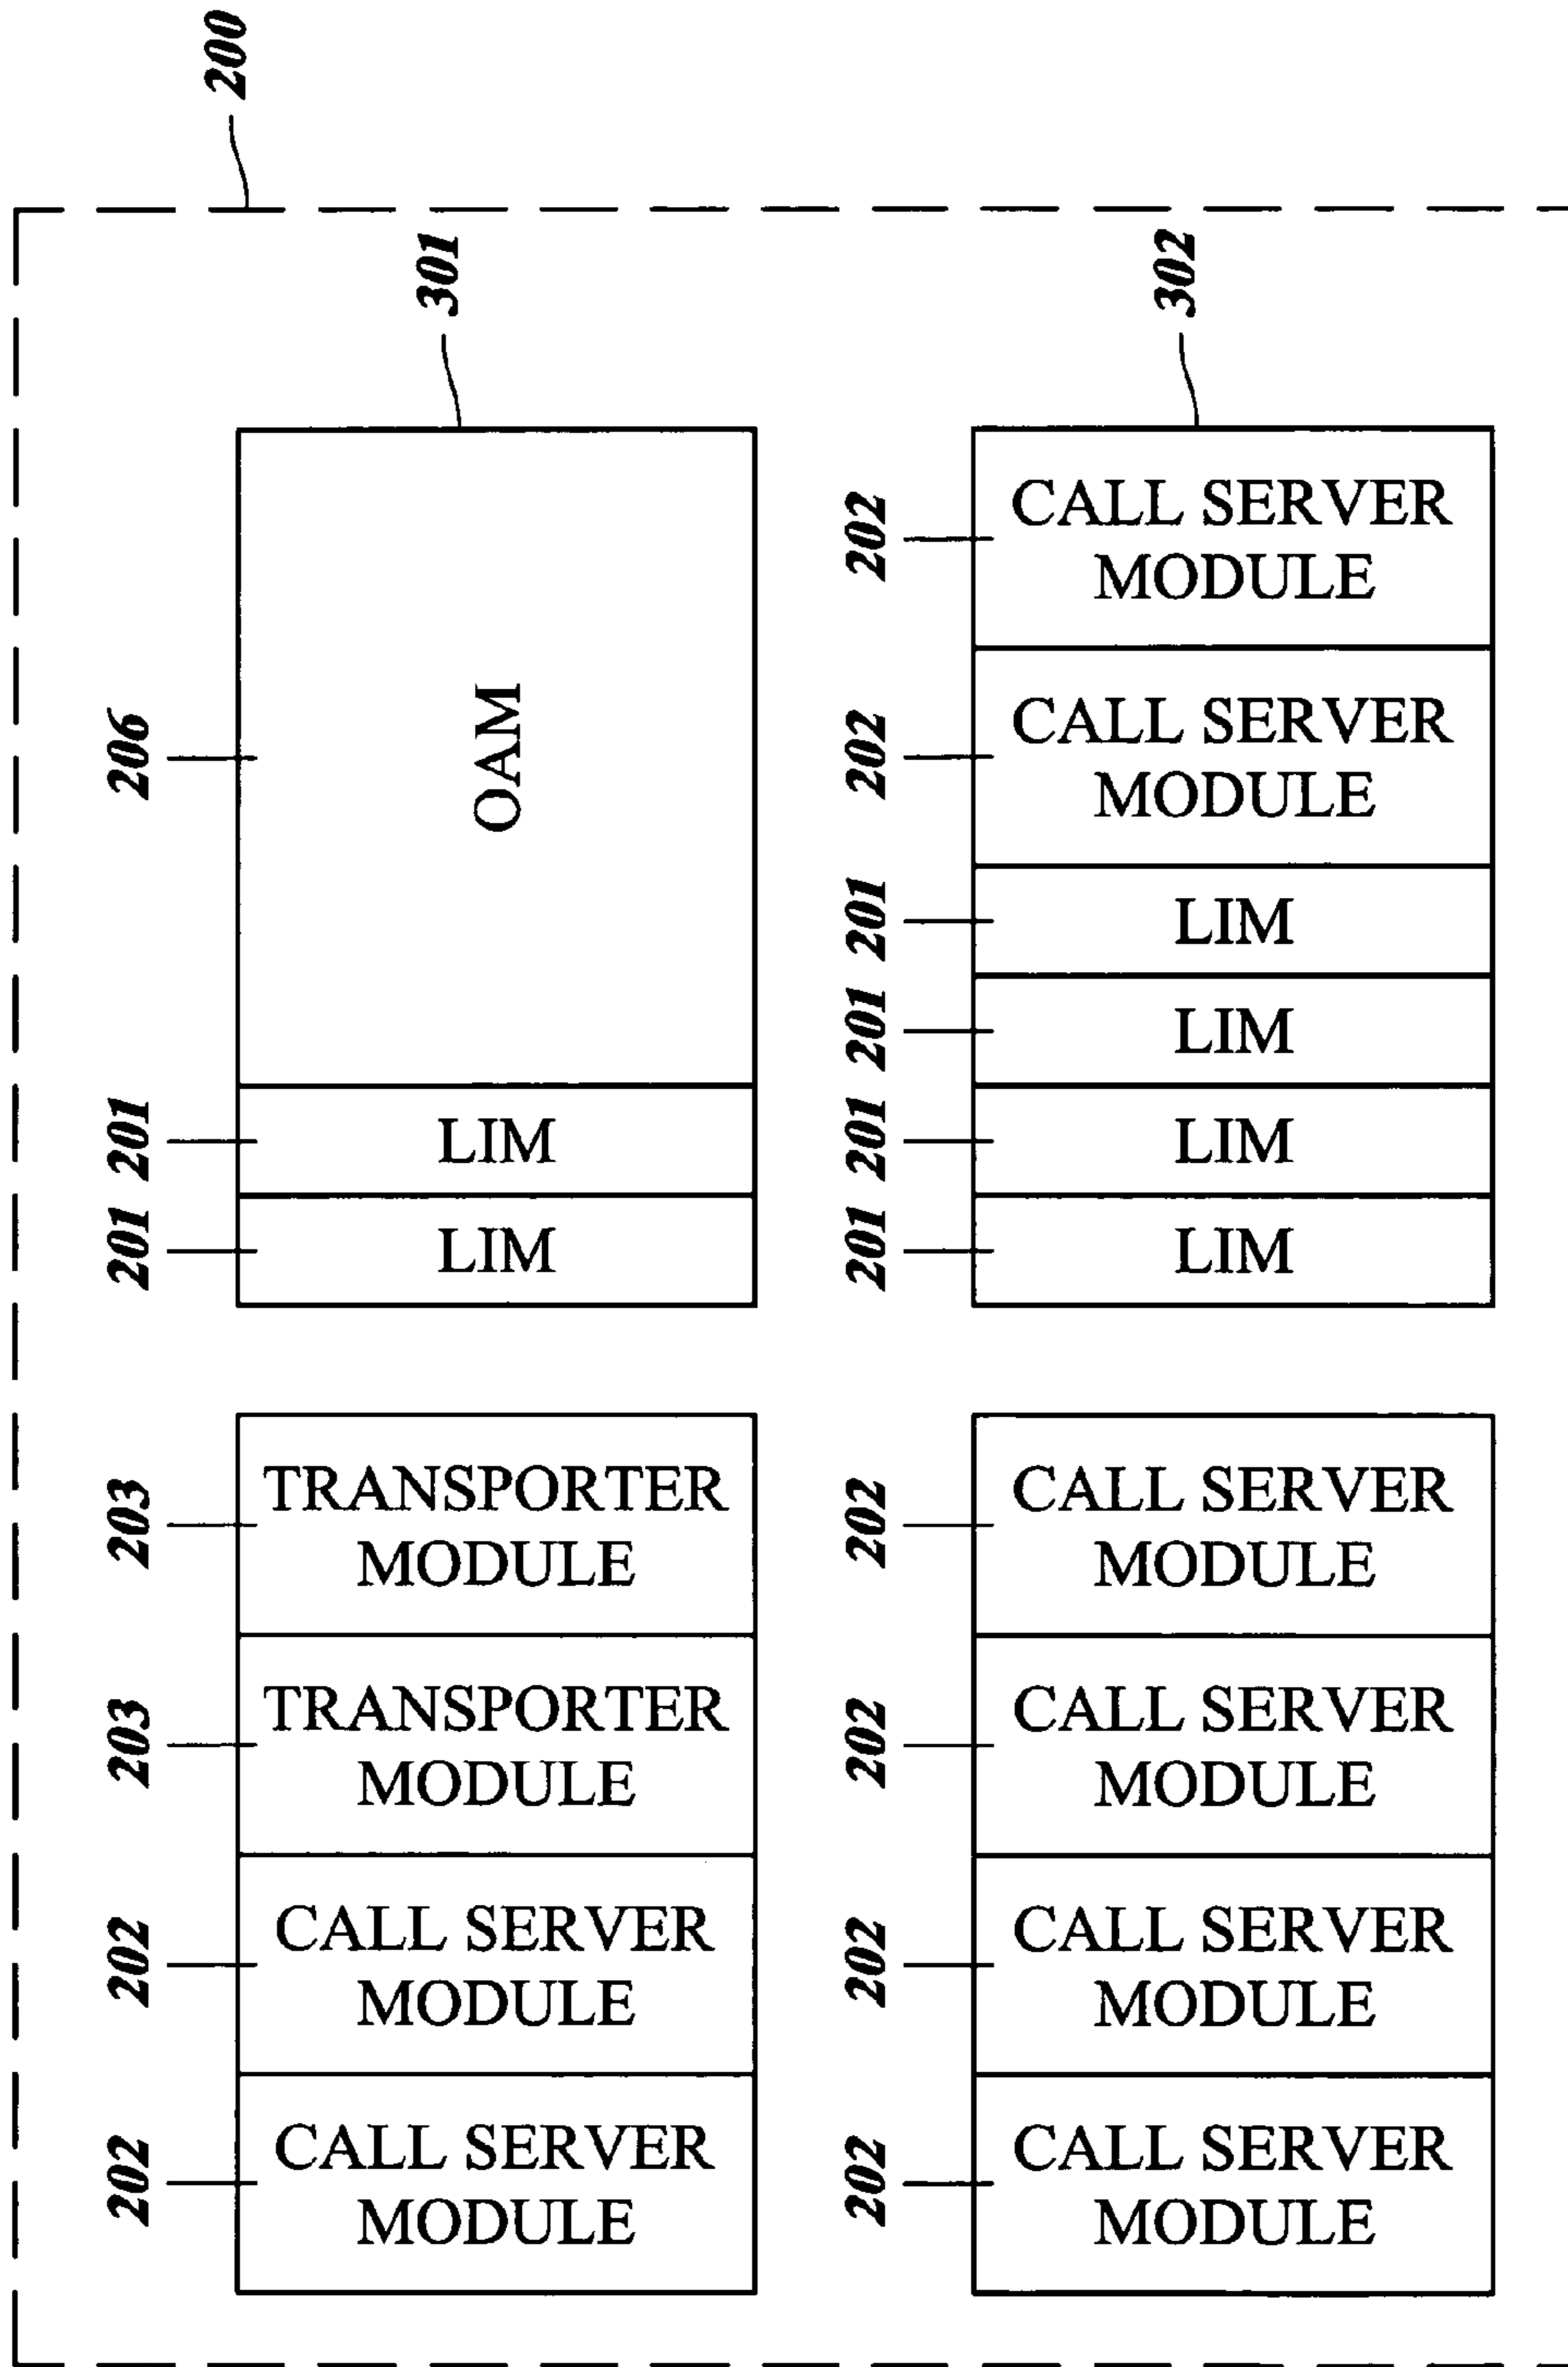 200
301
206
OAM
201
LIM
201
LIM
302
202
CALL SERVER
MODULE
202
CALL SERVER
MODULE
201
LIM
201
LIM
201
LIM
201
LIM
203
TRANSPORTER
MODULE
203
TRANSPORTER
MODULE
202
CALL SERVER
MODULE
202
CALL SERVER
MODULE
202
CALL SERVER
MODULE
202
CALL SERVER
MODULE
202
CALL SERVER
MODULE
202
CALL SERVER
MODULE